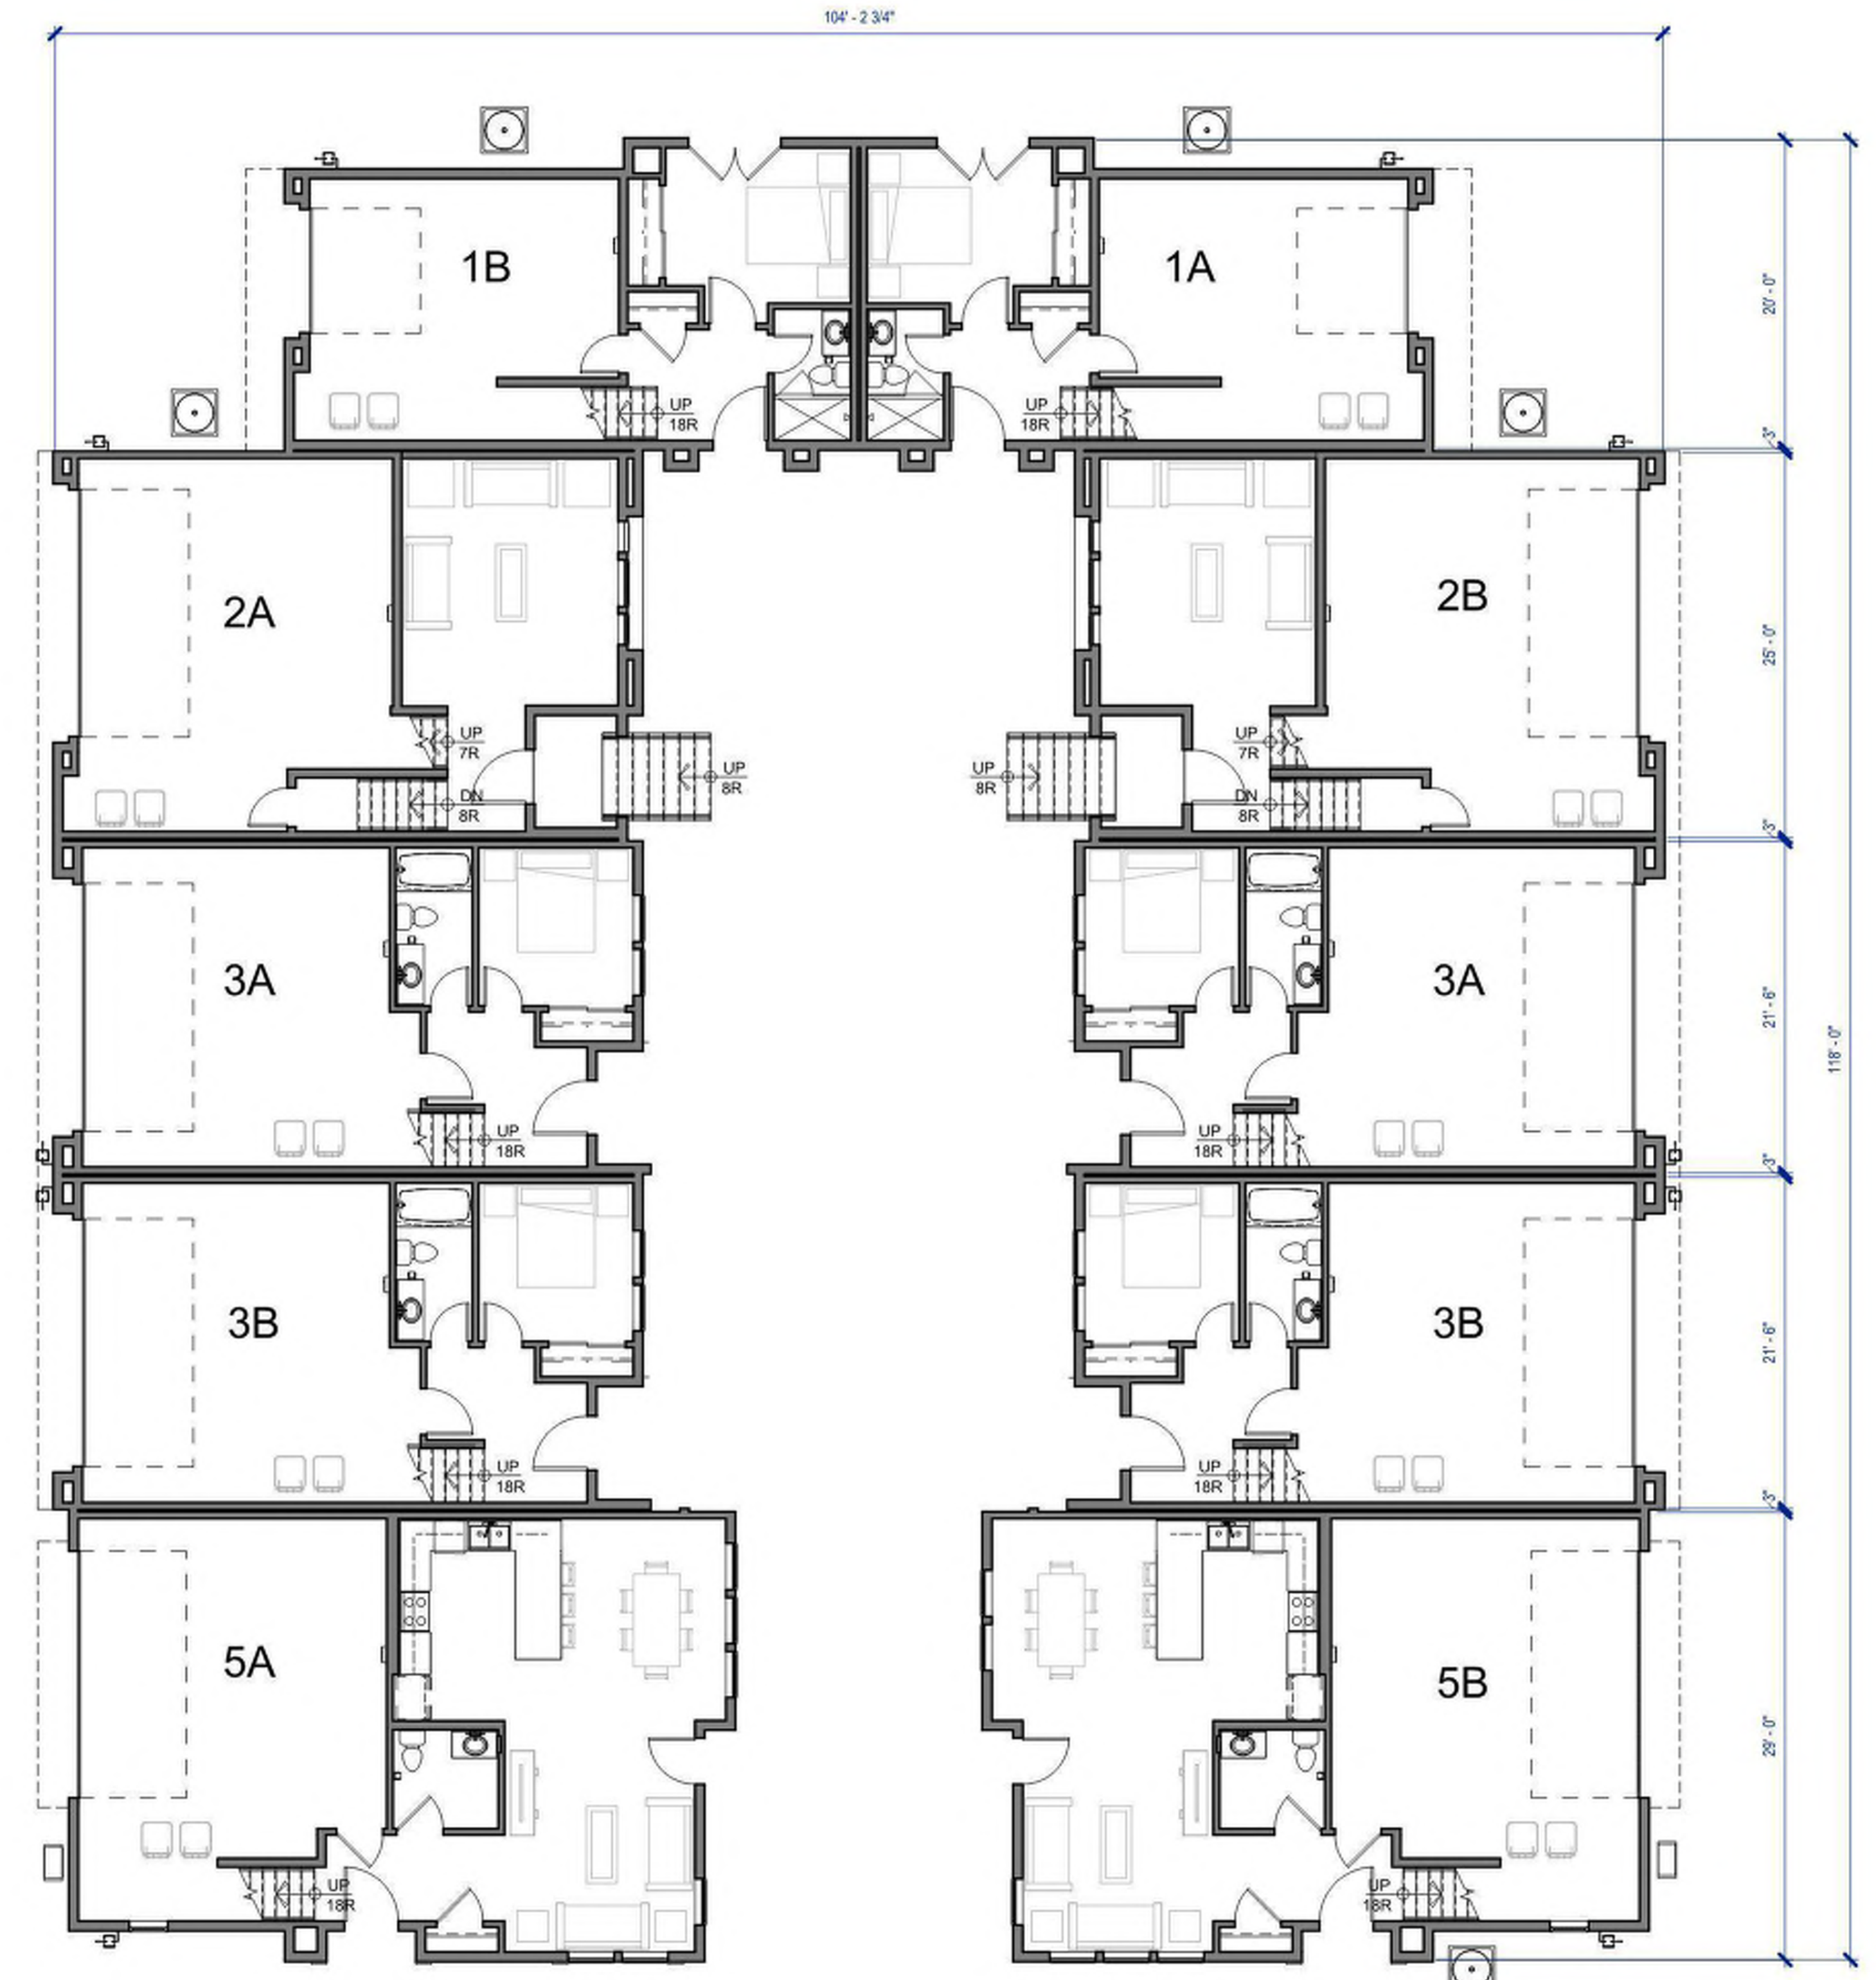 104' - 2 3/4"
1B
1A
20' - 0"
UP
18R
UP
18R
3"
2A
2B
25' - 0"
UP
7R
UP
7R
UP
8R
UP
8R
DN
8R
DN
8R
3"
3A
3A
21' - 6"
118' - 0"
UP
18R
UP
18R
3"
3B
3B
21' - 6"
UP
18R
UP
18R
3"
5A
5B
29' - 0"
UP
18R
UP
18R